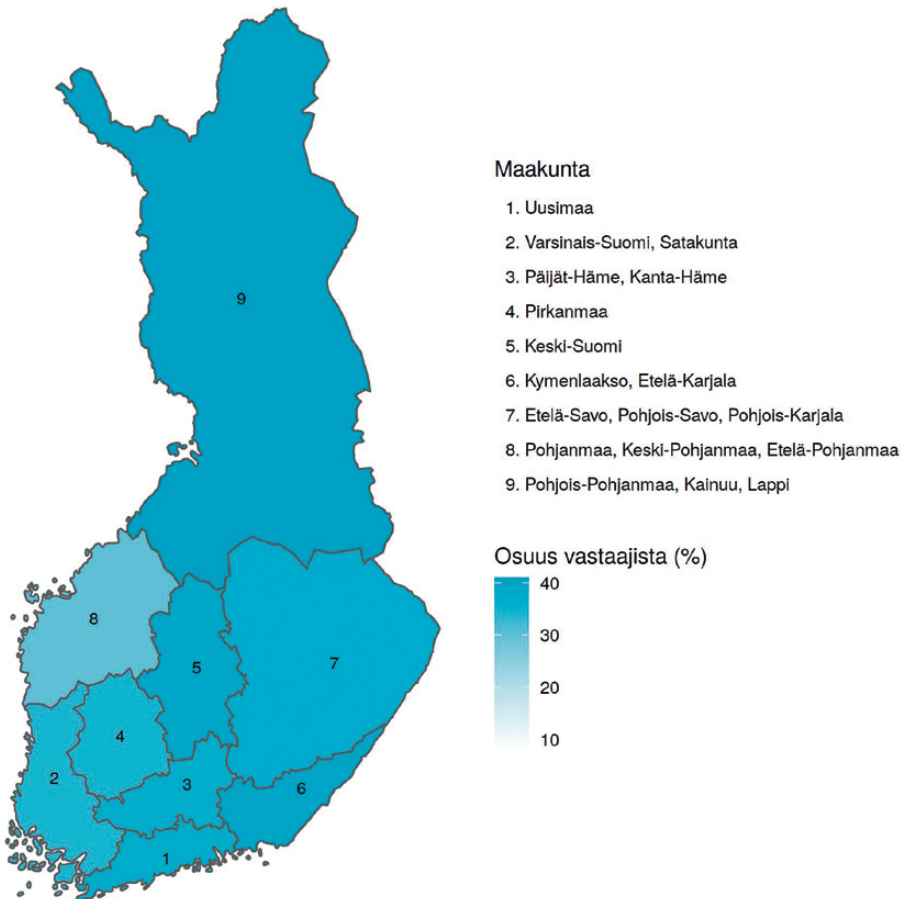 Maakunta
1. Uusimaa
2. Varsinais-Suomi, Satakunta
3. Päijät-Häme, Kanta-Häme
4. Pirkanmaa
5. Keski-Suomi
6. Kymenlaakso, Etelä-Karjala
7. Etelä-Savo, Pohjois-Savo, Pohjois-Karjala
8. Pohjanmaa, Keski-Pohjanmaa, Etelä-Pohjanmaa
9. Pohjois-Pohjanmaa, Kainuu, Lappi
Osuus vastaajista (%)
40
30
20
10
9
8
5
7
4
2
3
6
1